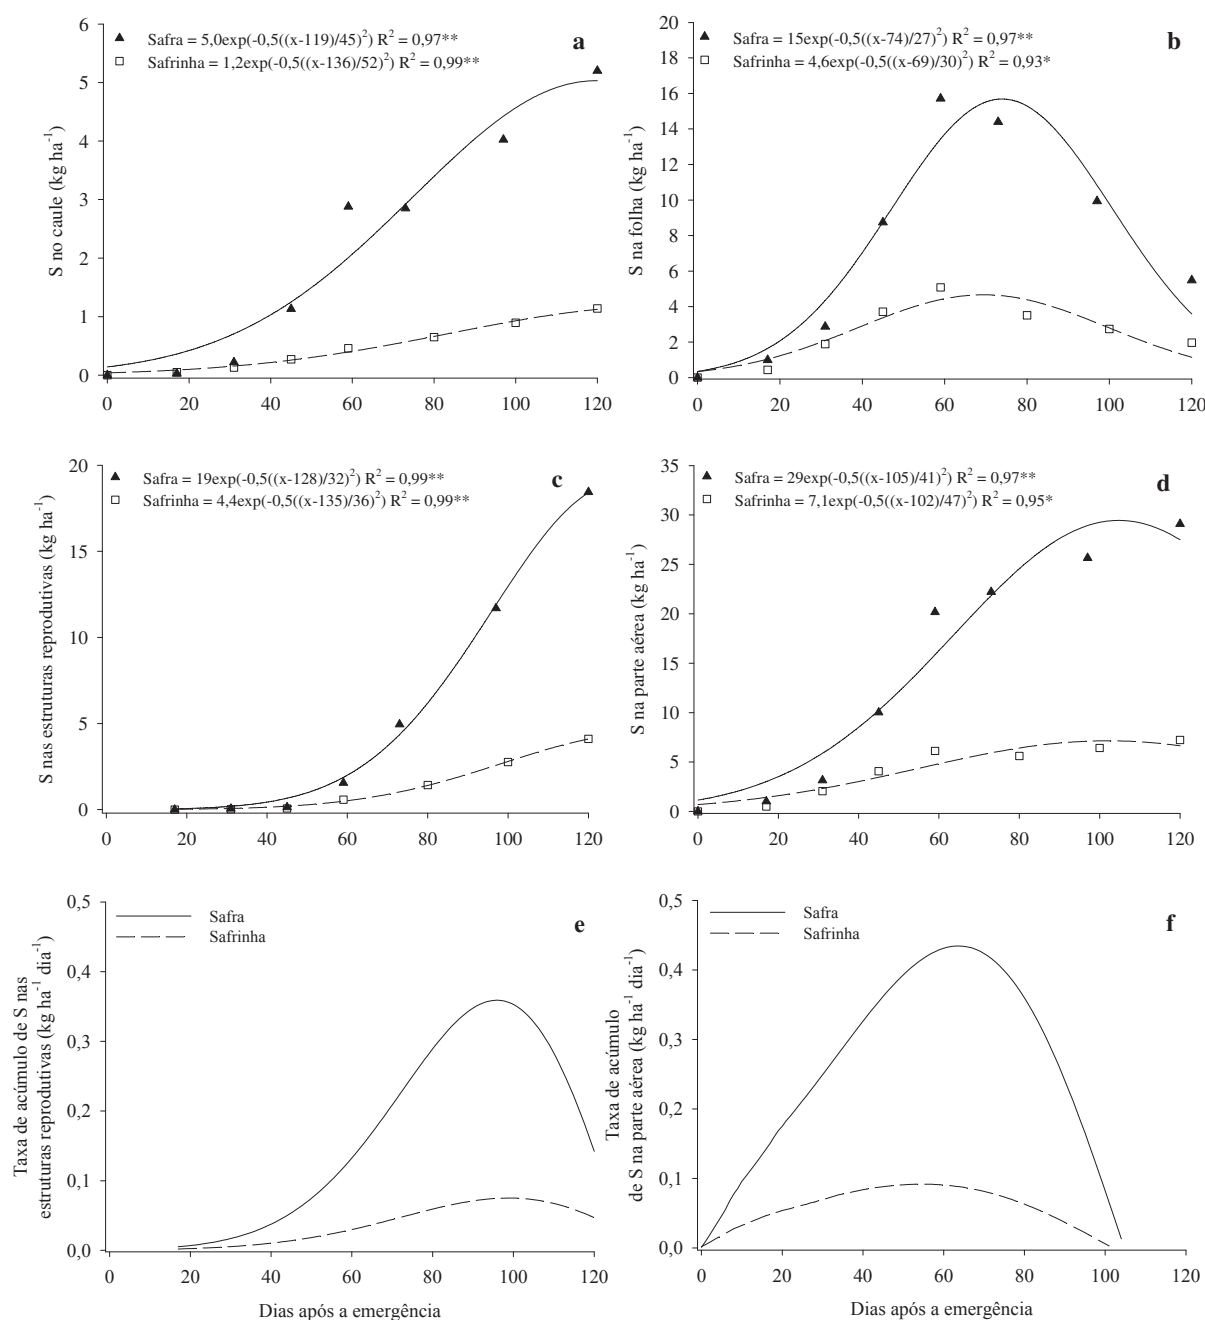 a
Safra = 5,0exp(-0,5((x-119)/45)²) R² = 0,97**
Safrinha = 1,2exp(-0,5((x-136)/52)²) R² = 0,99**
S no caule (kg ha⁻¹)
6
5
4
3
2
1
0
0 20 40 60 80 100 120
b
Safra = 15exp(-0,5((x-74)/27)²) R² = 0,97**
Safrinha = 4,6exp(-0,5((x-69)/30)²) R² = 0,93*
S na folha (kg ha⁻¹)
20
18
16
14
12
10
8
6
4
2
0
0 20 40 60 80 100 120
c
Safra = 19exp(-0,5((x-128)/32)²) R² = 0,99**
Safrinha = 4,4exp(-0,5((x-135)/36)²) R² = 0,99**
S nas estruturas reprodutivas (kg ha⁻¹)
20
15
10
5
0
0 20 40 60 80 100 120
d
Safra = 29exp(-0,5((x-105)/41)²) R² = 0,97**
Safrinha = 7,1exp(-0,5((x-102)/47)²) R² = 0,95*
S na parte aérea (kg ha⁻¹)
35
30
25
20
15
10
5
0
0 20 40 60 80 100 120
e
Safra
Safrinha
Taxa de acúmulo de S nas
estruturas reprodutivas (kg ha⁻¹ dia⁻¹)
0,5
0,4
0,3
0,2
0,1
0,0
0 20 40 60 80 100 120
Dias após a emergência
f
Safra
Safrinha
Taxa de acúmulo
de S na parte aérea (kg ha⁻¹ dia⁻¹)
0,5
0,4
0,3
0,2
0,1
0,0
0 20 40 60 80 100 120
Dias após a emergência